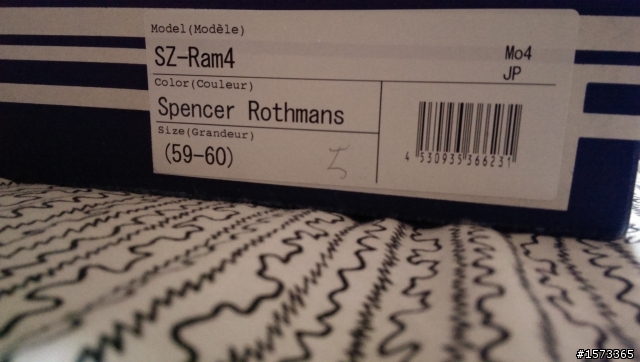 Model(Modèle)
SZ-Ram4
Mo4
JP
Color(Couleur)
Spencer Rothmans
Size(Grandeur)
(59-60)
4 530935 366231
#1573365